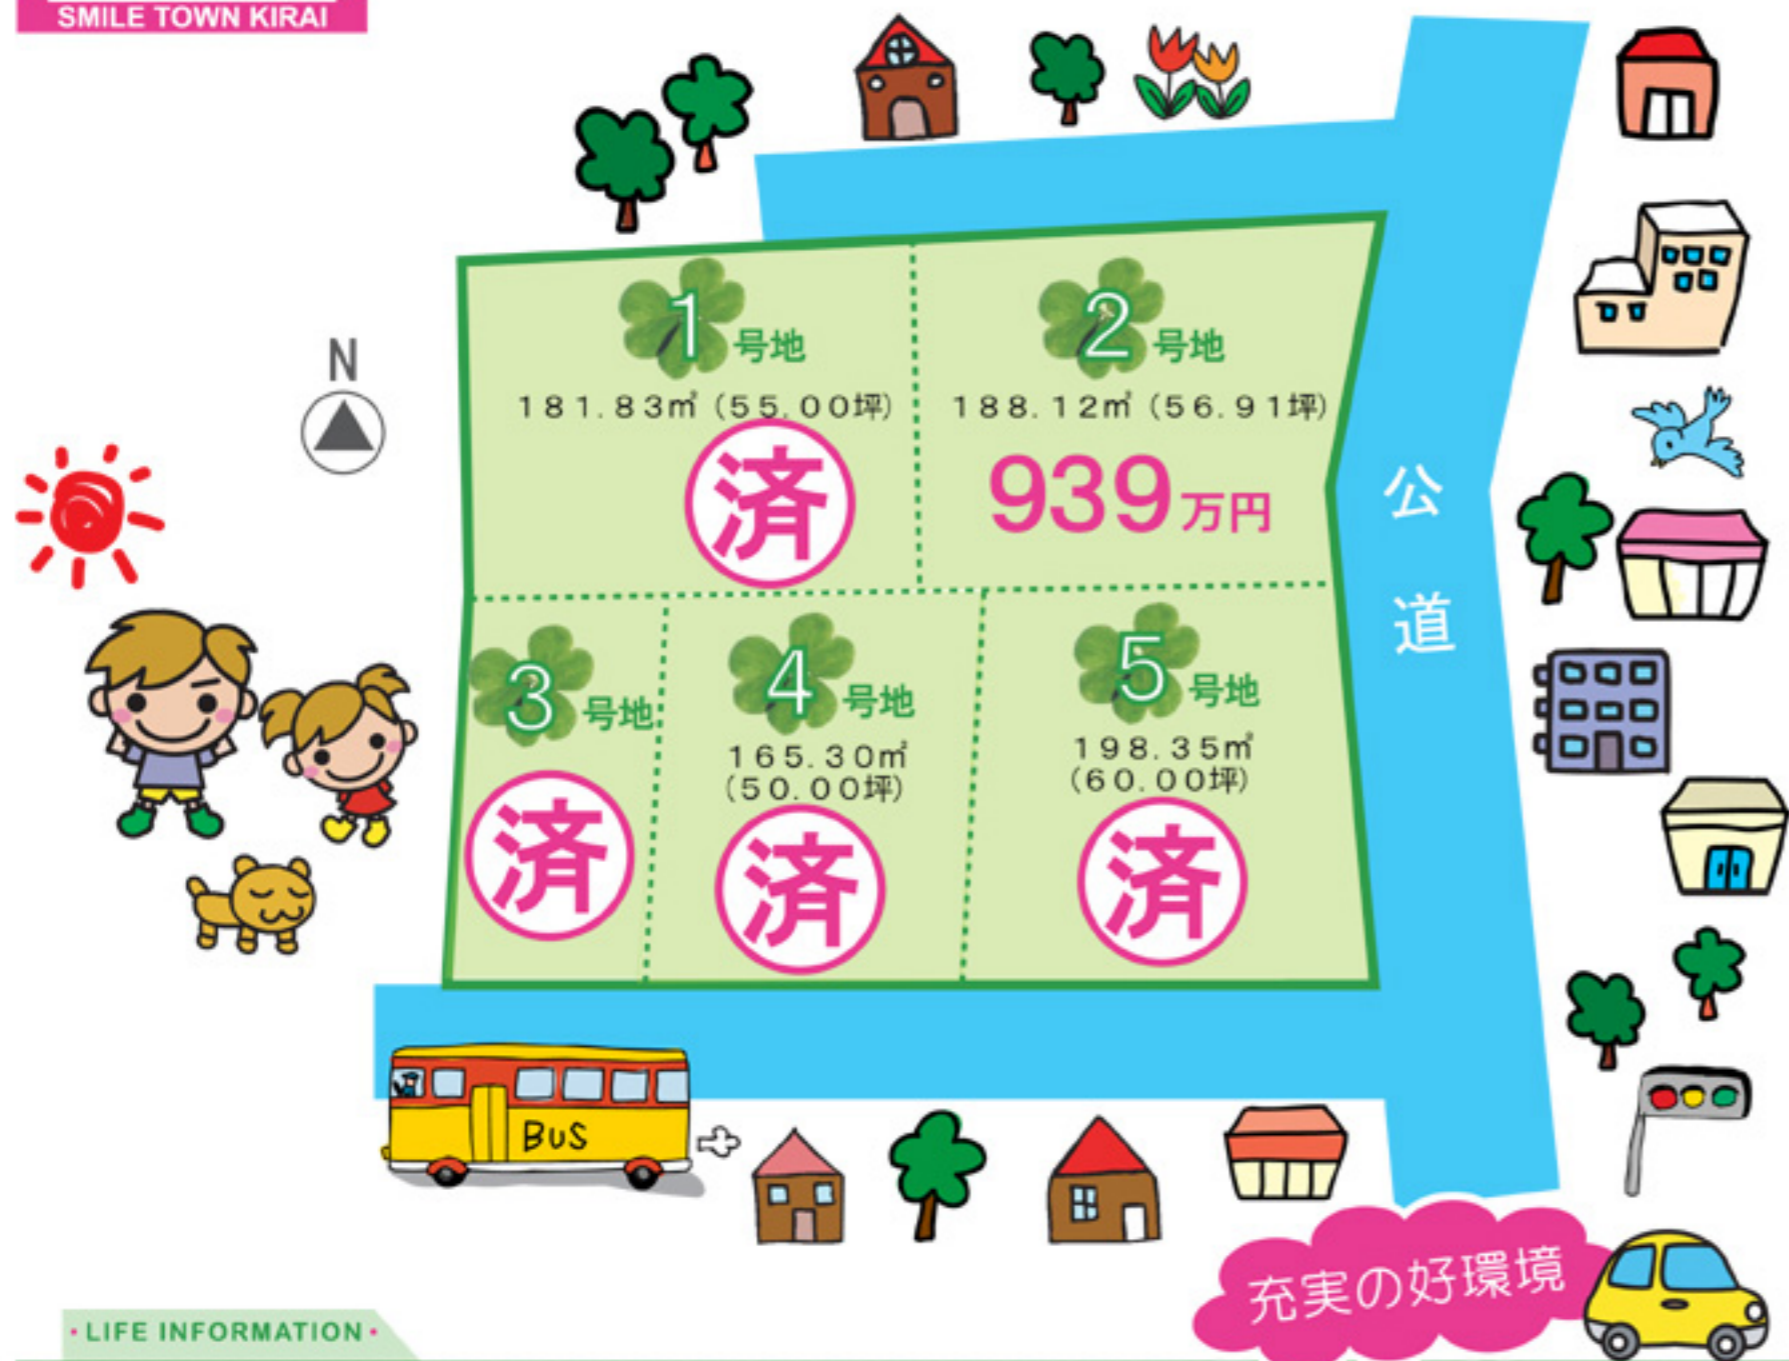 SMILE TOWN KIRAI
N
1号地
181.83㎡(55.00坪)
済
2号地
188.12㎡(56.91坪)
939万円
公道
3号地
済
4号地
165.30㎡
(50.00坪)
済
5号地
198.35㎡
(60.00坪)
済
BUS
充実の好環境
・LIFE INFORMATION・